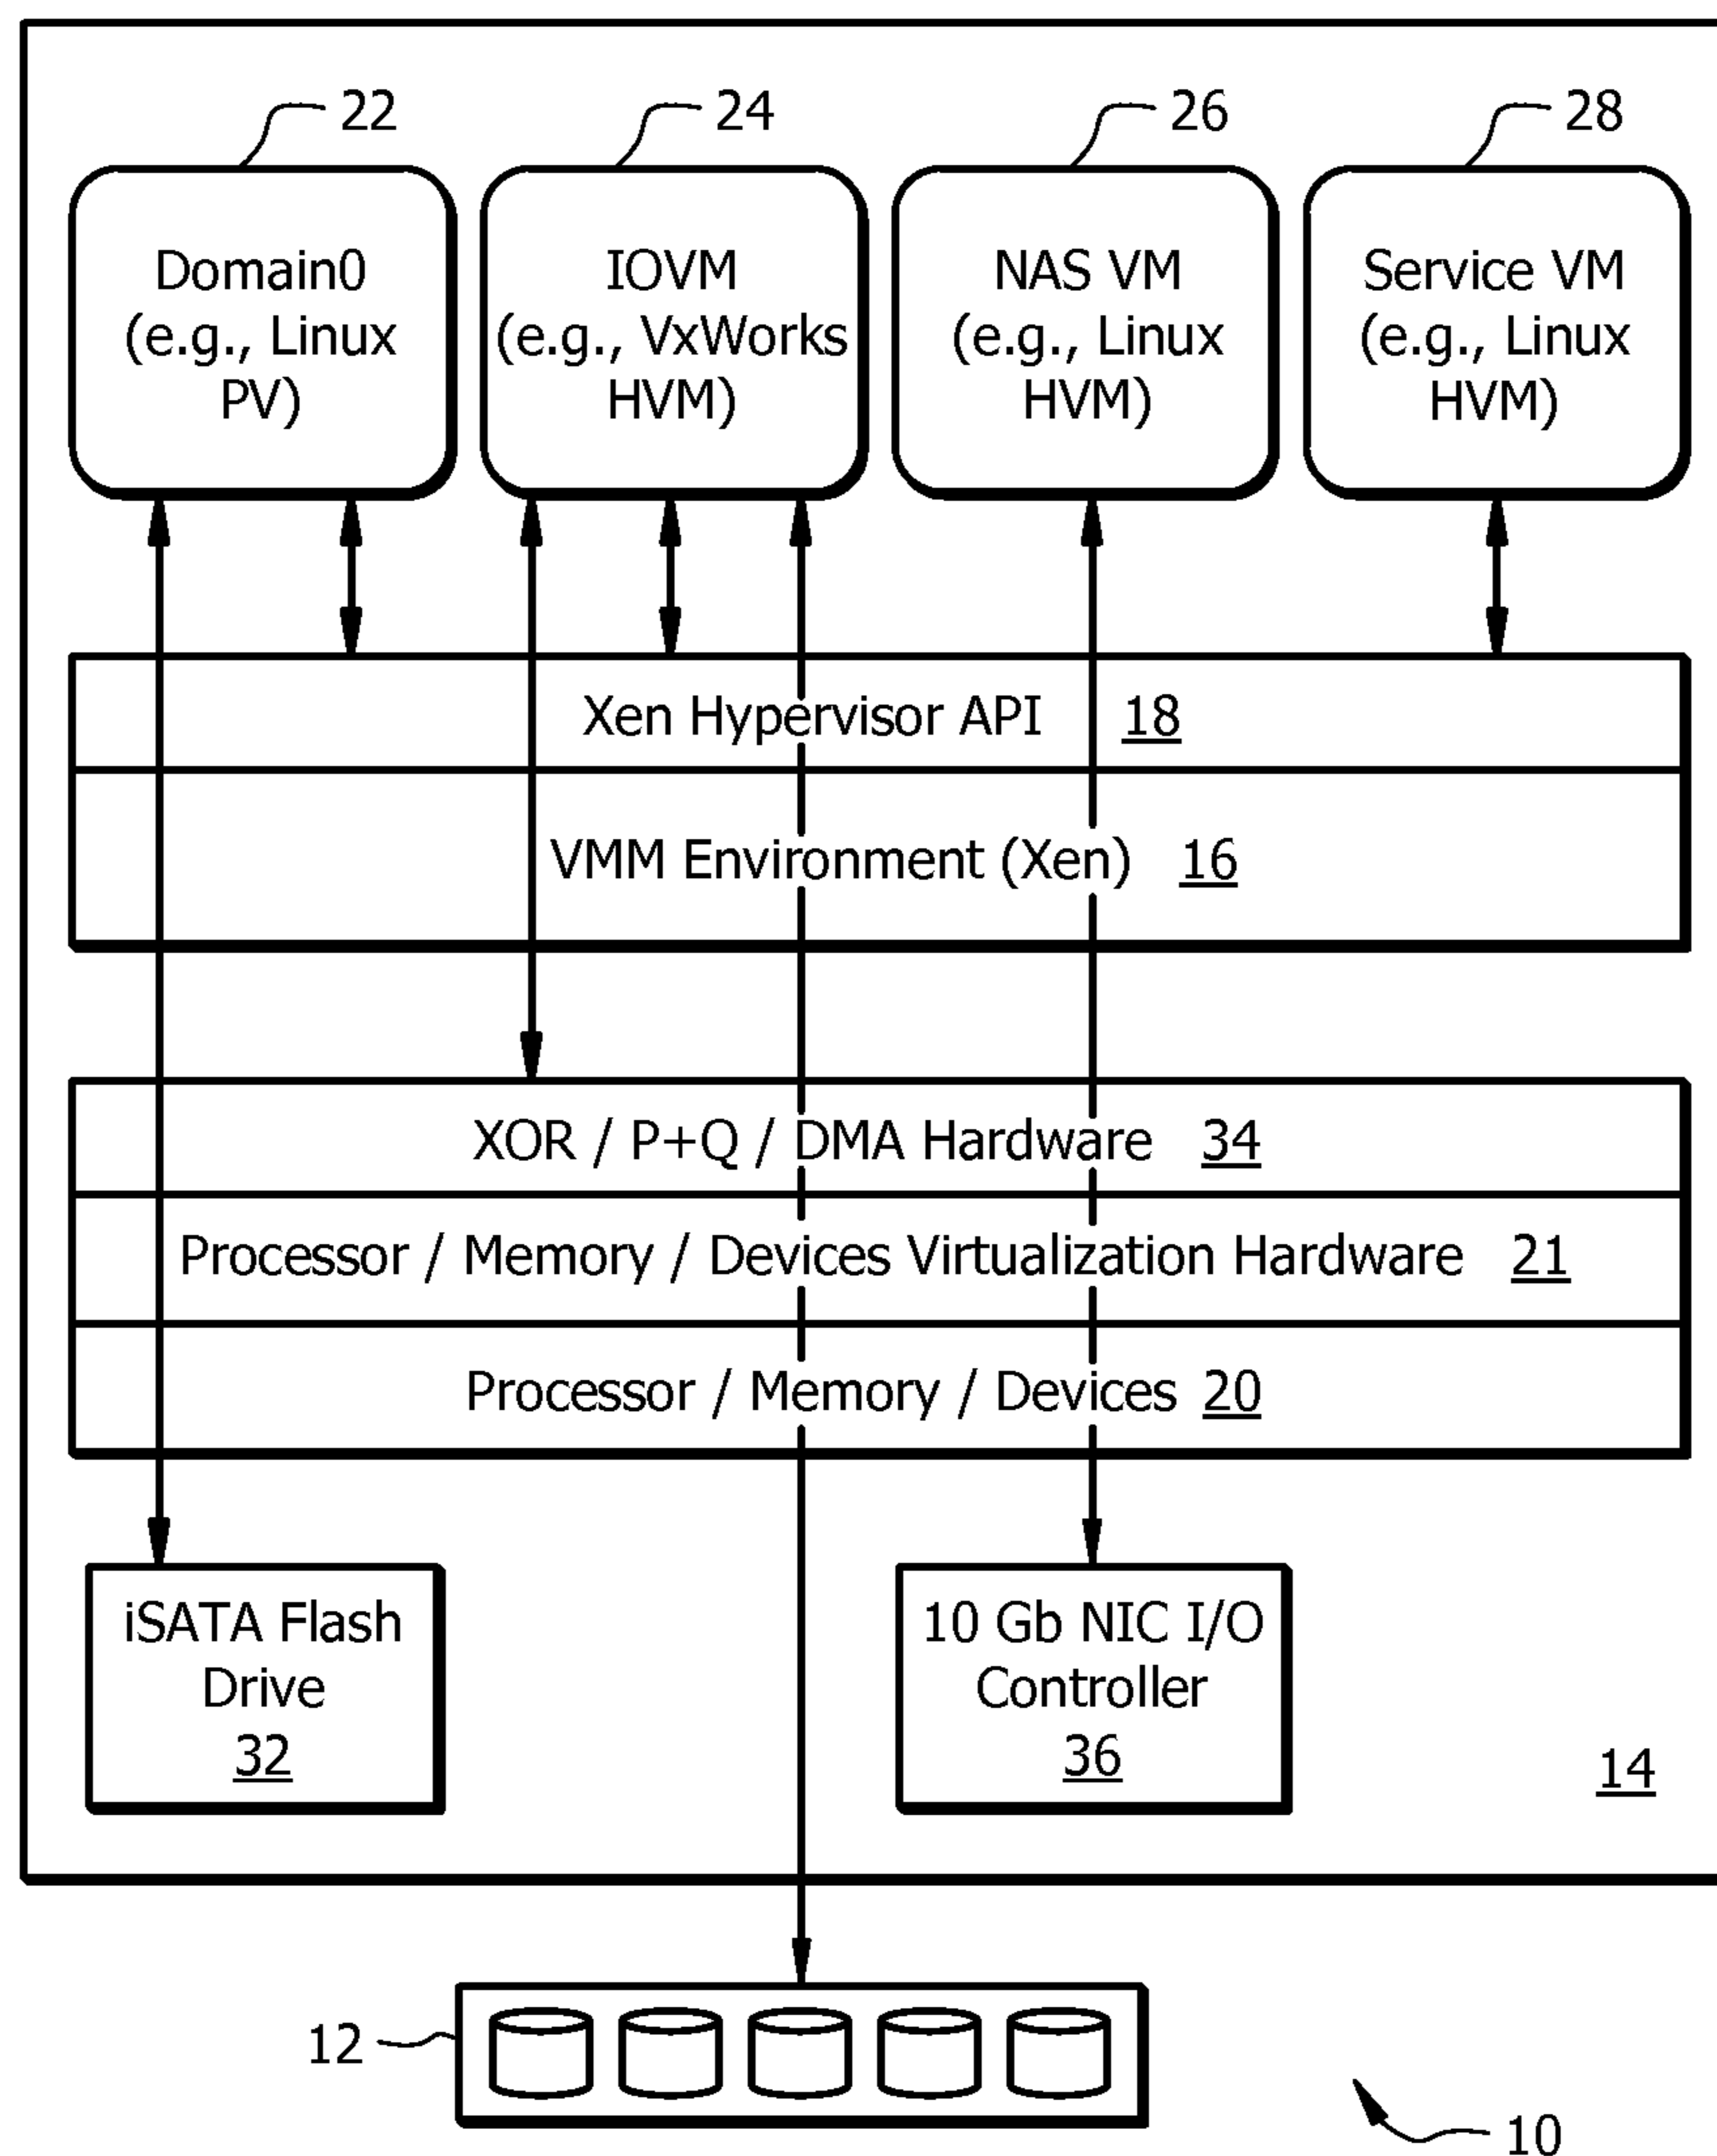 22
24
26
28
Domain0
(e.g., Linux
PV)
IOVM
(e.g., VxWorks
HVM)
NAS VM
(e.g., Linux
HVM)
Service VM
(e.g., Linux
HVM)
Xen Hypervisor API 18
VMM Environment (Xen) 16
XOR / P+Q / DMA Hardware 34
Processor / Memory / Devices Virtualization Hardware 21
Processor / Memory / Devices 20
iSATA Flash
Drive
32
10 Gb NIC I/O
Controller
36
14
12
10